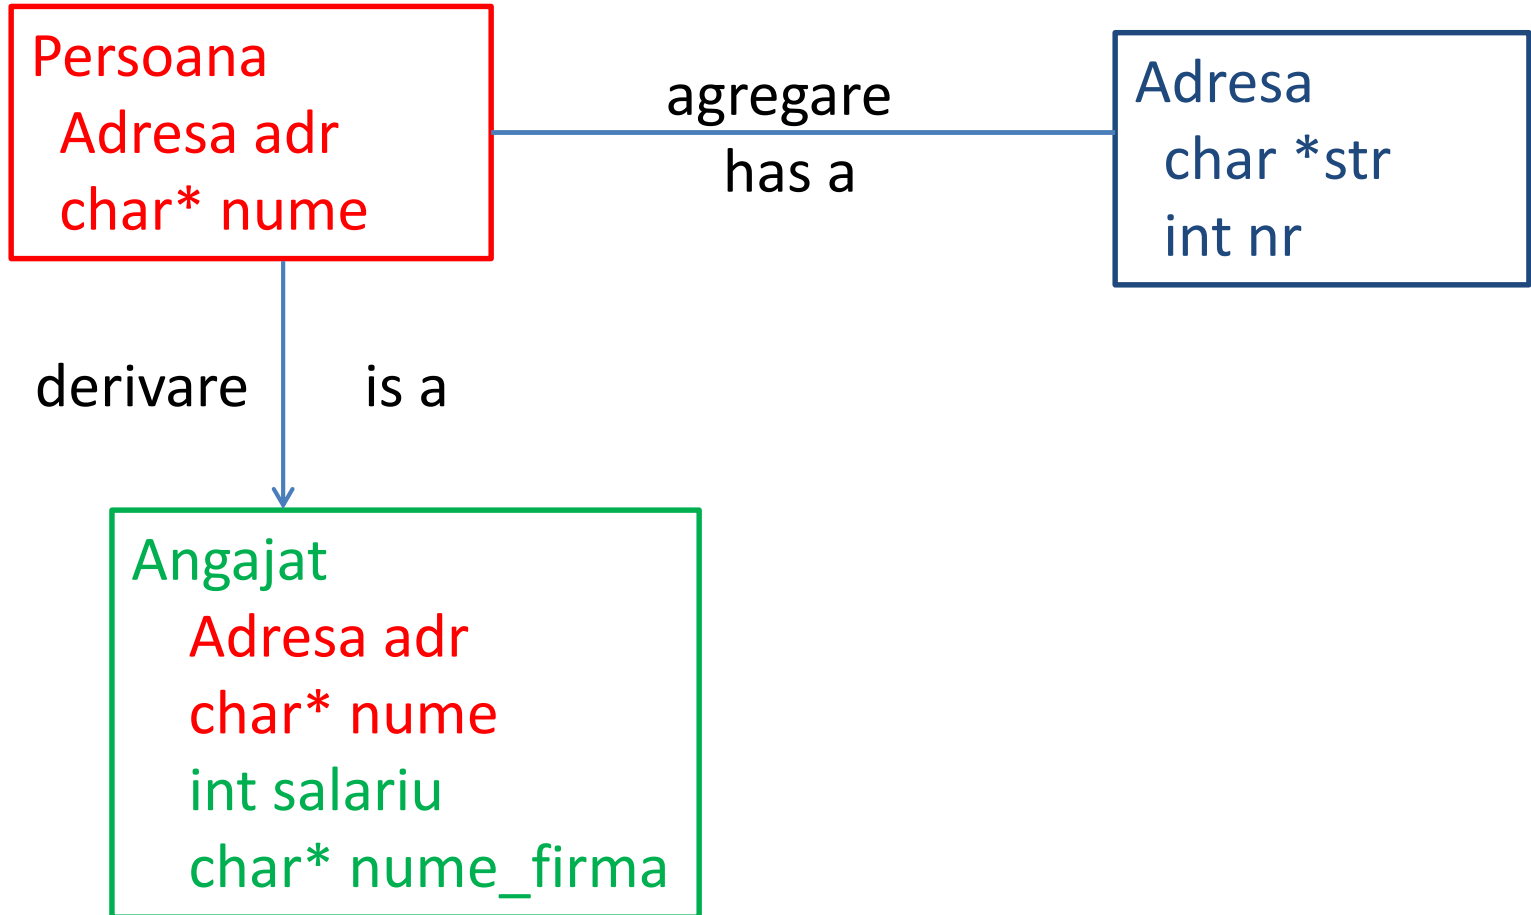 Persoana
Adresa adr
char* nume
agregare
has a
Adresa
char *str
int nr
derivare
is a
Angajat
Adresa adr
char* nume
int salariu
char* nume_firma